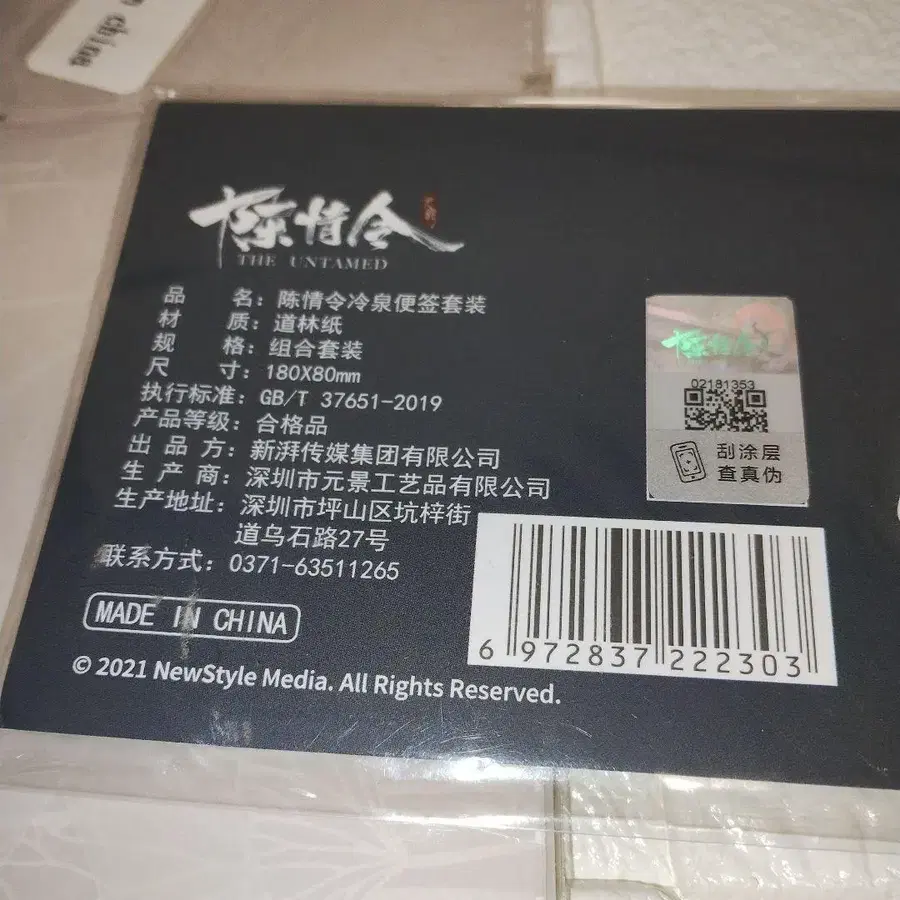 China
陈情令
THE UNTAMED
品 名：陈情令冷泉便签套装
材 质：道林纸
规 格：组合套装
尺 寸：180X80mm
执行标准：GB/T 37651-2019
产品等级：合格品
出 品 方：新湃传媒集团有限公司
生 产 商：深圳市元景工艺品有限公司
生产地址：深圳市坪山区坑梓街
道乌石路27号
联系方式：0371-63511265
MADE IN CHINA
© 2021 NewStyle Media. All Rights Reserved.
陈情令
02181353
刮涂层
查真伪
6 972837 222303